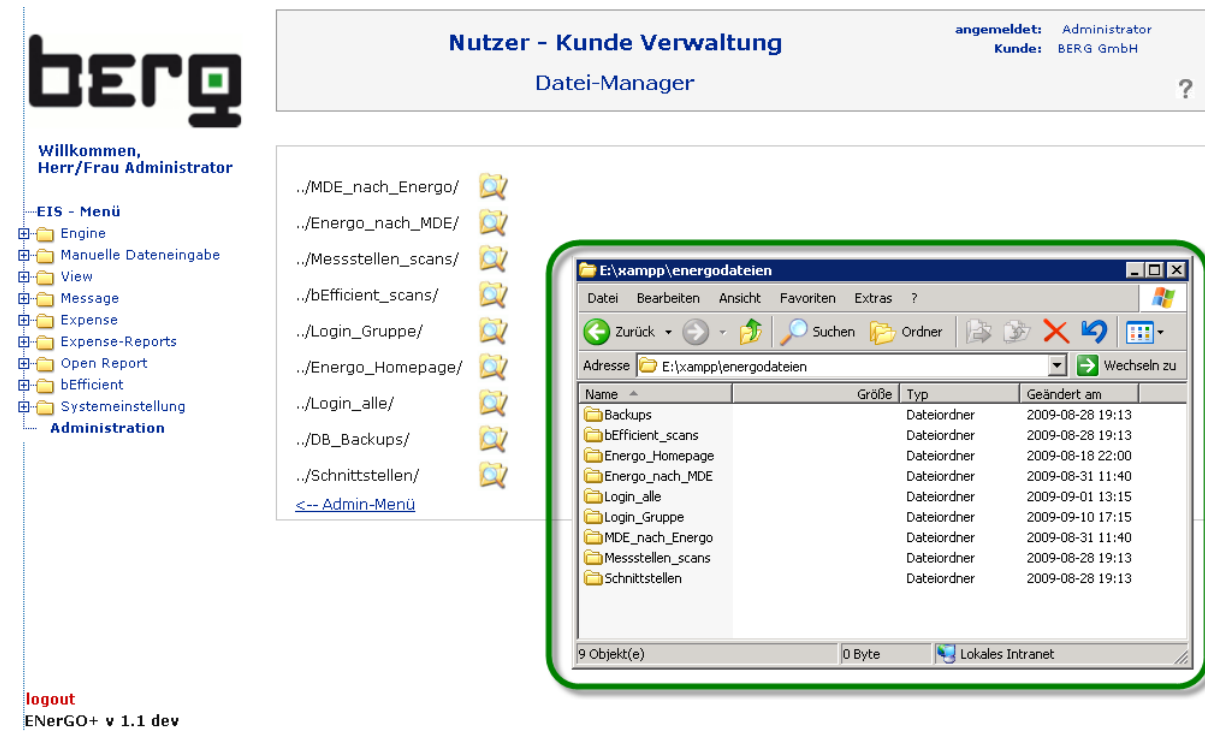 berg
Nutzer - Kunde Verwaltung
Datei-Manager
angemeldet: Administrator
Kunde: BERG GmbH
?
Willkommen,
Herr/Frau Administrator
EIS - Menü
Engine
Manuelle Dateneingabe
View
Message
Expense
Expense-Reports
Open Report
bEfficient
Systemeinstellung
Administration
logout
ENerGO+ v 1.1 dev
../MDE_nach_Energo/
../Energo_nach_MDE/
../Messstellen_scans/
../bEfficient_scans/
../Login_Gruppe/
../Energo_Homepage/
../Login_alle/
../DB_Backups/
../Schnittstellen/
<-- Admin-Menü
E:\xampp\energodateien
Datei Bearbeiten Ansicht Favoriten Extras ?
Zurück Suchen Ordner
Adresse E:\xampp\energodateien Wechseln zu
Name Größe Typ Geändert am
Backups Dateiordner 2009-08-28 19:13
bEfficient_scans Dateiordner 2009-08-28 19:13
Energo_Homepage Dateiordner 2009-08-18 22:00
Energo_nach_MDE Dateiordner 2009-08-31 11:40
Login_alle Dateiordner 2009-09-01 13:15
Login_Gruppe Dateiordner 2009-09-10 17:15
MDE_nach_Energo Dateiordner 2009-08-31 11:40
Messstellen_scans Dateiordner 2009-08-28 19:13
Schnittstellen Dateiordner 2009-08-28 19:13
9 Objekt(e) 0 Byte Lokales Intranet